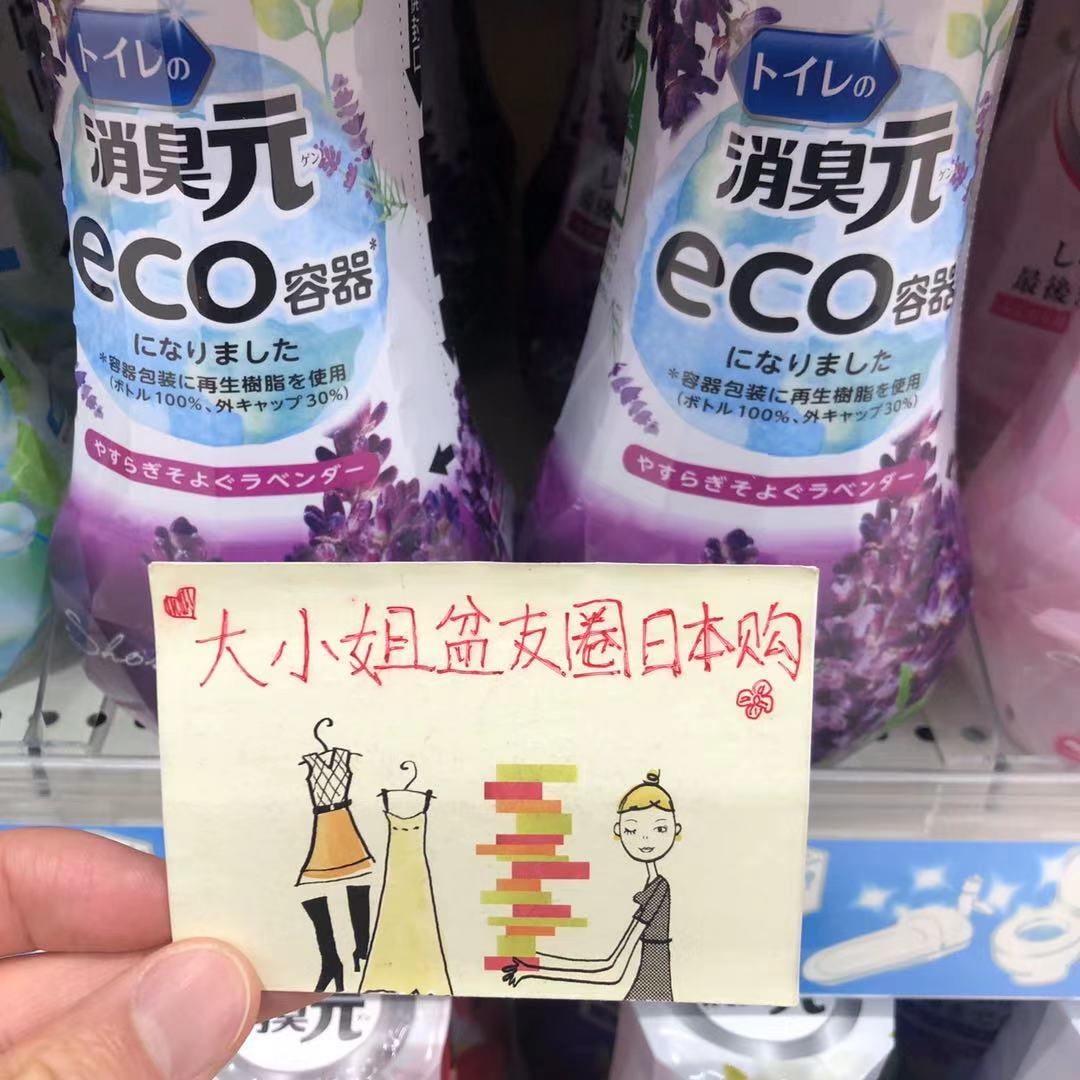 トイレの
消臭元
ゲン
eco容器*
になりました
*容器包装に再生樹脂を使用
(ボトル100%、外キャップ30%)
やすらぎそよぐラベンダー
トイレの
消臭元
ゲン
eco容器
になりました
*容器包装に再生樹脂を使用
(ボトル100%、外キャップ30%)
やすらぎそよぐラベンダー
最後
大小姐盆友圈日本购